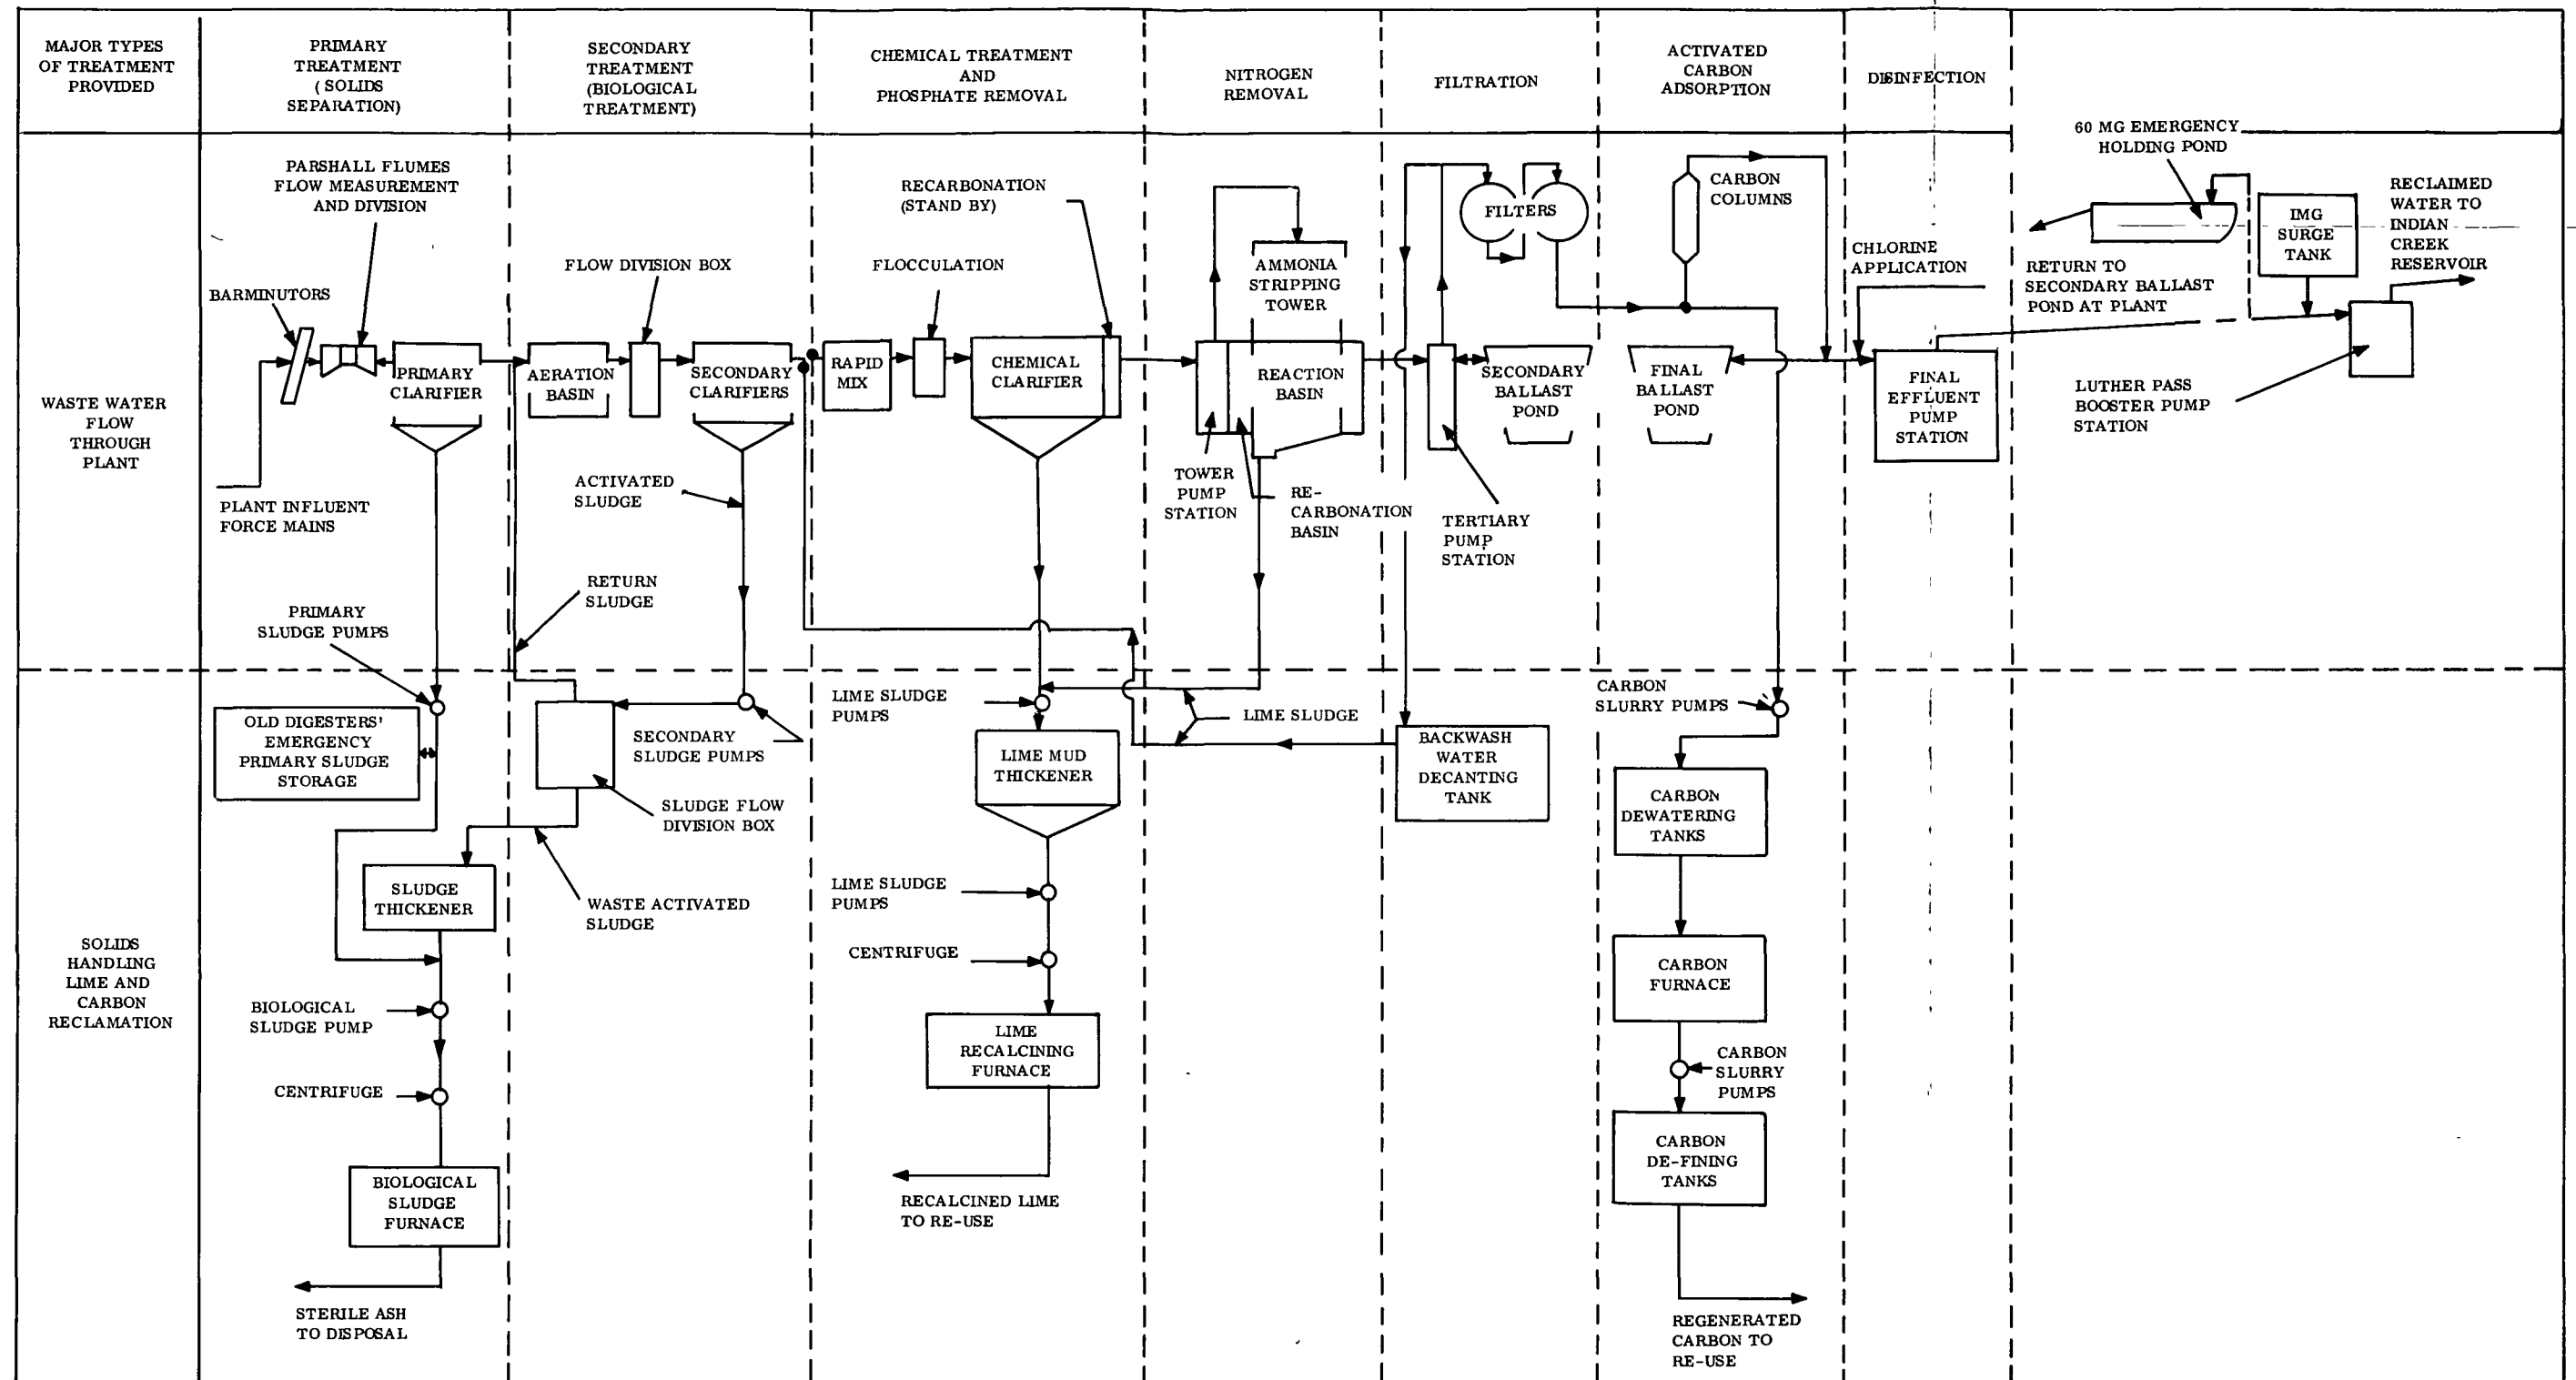 MAJOR TYPES
OF TREATMENT
PROVIDED
PRIMARY
TREATMENT
( SOLIDS
SEPARATION)
SECONDARY
TREATMENT
(BIOLOGICAL
TREATMENT)
CHEMICAL TREATMENT
AND
PHOSPHATE REMOVAL
NITROGEN
REMOVAL
FILTRATION
ACTIVATED
CARBON
ADSORPTION
DISINFECTION
WASTE WATER
FLOW
THROUGH
PLANT
PARSHALL FLUMES
FLOW MEASUREMENT
AND DIVISION
BARMINUTORS
PRIMARY
CLARIFIER
PLANT INFLUENT
FORCE MAINS
PRIMARY
SLUDGE PUMPS
FLOW DIVISION BOX
AERATION
BASIN
SECONDARY
CLARIFIERS
ACTIVATED
SLUDGE
RETURN
SLUDGE
RECARBONATION
(STAND BY)
FLOCCULATION
RAPID
MIX
CHEMICAL
CLARIFIER
AMMONIA
STRIPPING
TOWER
REACTION
BASIN
TOWER
PUMP
STATION
RE-
CARBONATION
BASIN
FILTERS
SECONDARY
BALLAST
POND
TERTIARY
PUMP
STATION
CARBON
COLUMNS
FINAL
BALLAST
POND
CHLORINE
APPLICATION
FINAL
EFFLUENT
PUMP
STATION
60 MG EMERGENCY
HOLDING POND
RETURN TO
SECONDARY BALLAST
POND AT PLANT
IMG
SURGE
TANK
RECLAIMED
WATER TO
INDIAN
CREEK
RESERVOIR
LUTHER PASS
BOOSTER PUMP
STATION
SOLIDS
HANDLING
LIME AND
CARBON
RECLAMATION
OLD DIGESTERS'
EMERGENCY
PRIMARY SLUDGE
STORAGE
SLUDGE
THICKENER
BIOLOGICAL
SLUDGE PUMP
CENTRIFUGE
BIOLOGICAL
SLUDGE
FURNACE
STERILE ASH
TO DISPOSAL
SECONDARY
SLUDGE PUMPS
SLUDGE FLOW
DIVISION BOX
WASTE ACTIVATED
SLUDGE
LIME SLUDGE
PUMPS
LIME MUD
THICKENER
LIME SLUDGE
PUMPS
CENTRIFUGE
LIME
RECALCINING
FURNACE
RECALCINED LIME
TO RE-USE
LIME SLUDGE
BACKWASH
WATER
DECANTING
TANK
CARBON
SLURRY PUMPS
CARBON
DEWATERING
TANKS
CARBON
FURNACE
CARBON
SLURRY
PUMPS
CARBON
DE-FINING
TANKS
REGENERATED
CARBON TO
RE-USE